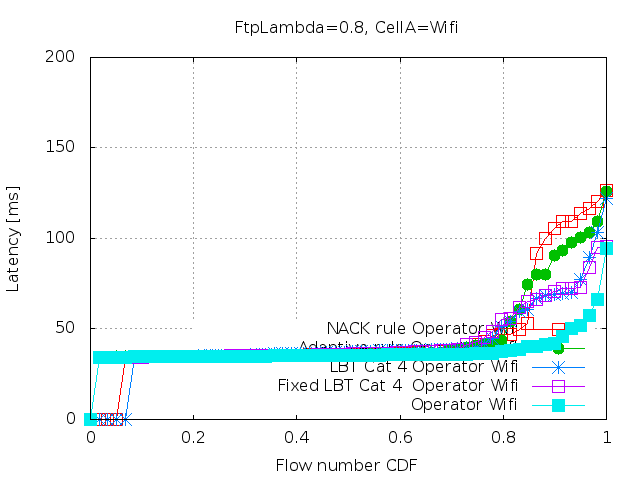 FtpLambda=0.8, CellA=Wifi
200
150
100
50
0
Latency [ms]
NACK rule Operator
Adaptive rule
LBT Cat 4 Operator Wifi
Fixed LBT Cat 4 Operator Wifi
Operator Wifi
0 0.2 0.4 0.6 0.8 1
Flow number CDF